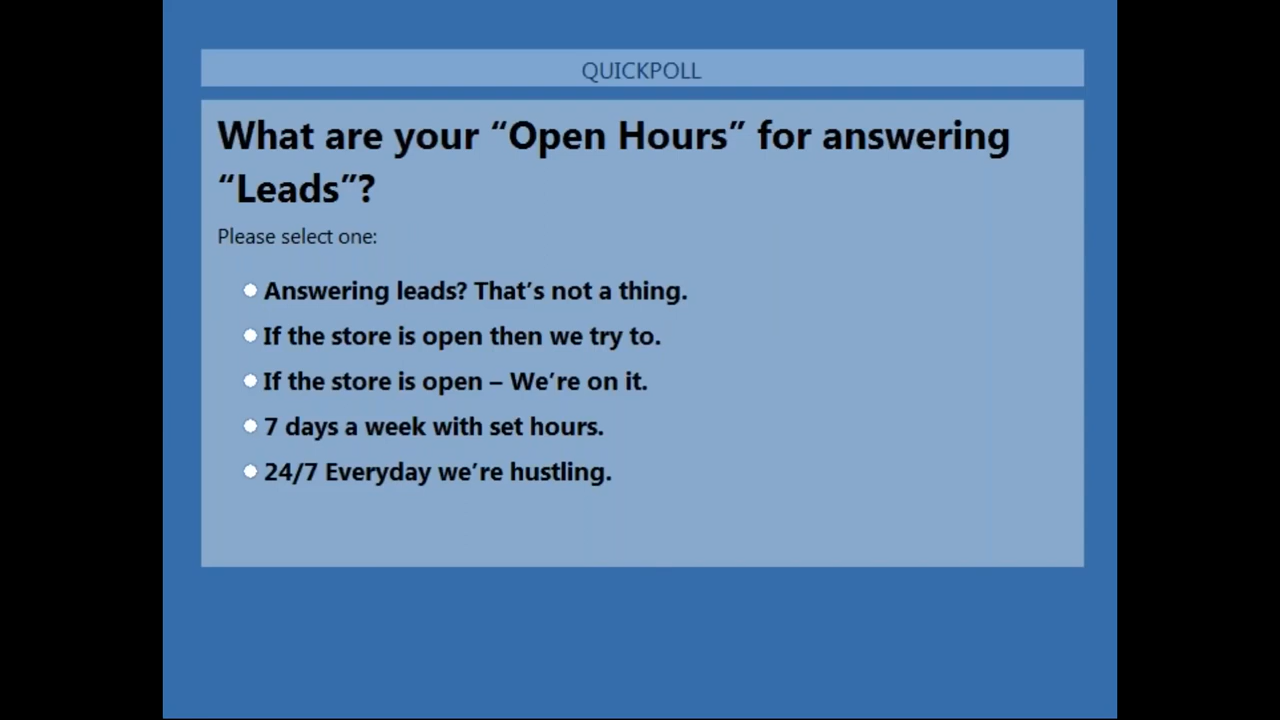 QUICKPOLL
What are your “Open Hours” for answering
“Leads”?
Please select one:
Answering leads? That’s not a thing.
If the store is open then we try to.
If the store is open – We’re on it.
7 days a week with set hours.
24/7 Everyday we’re hustling.